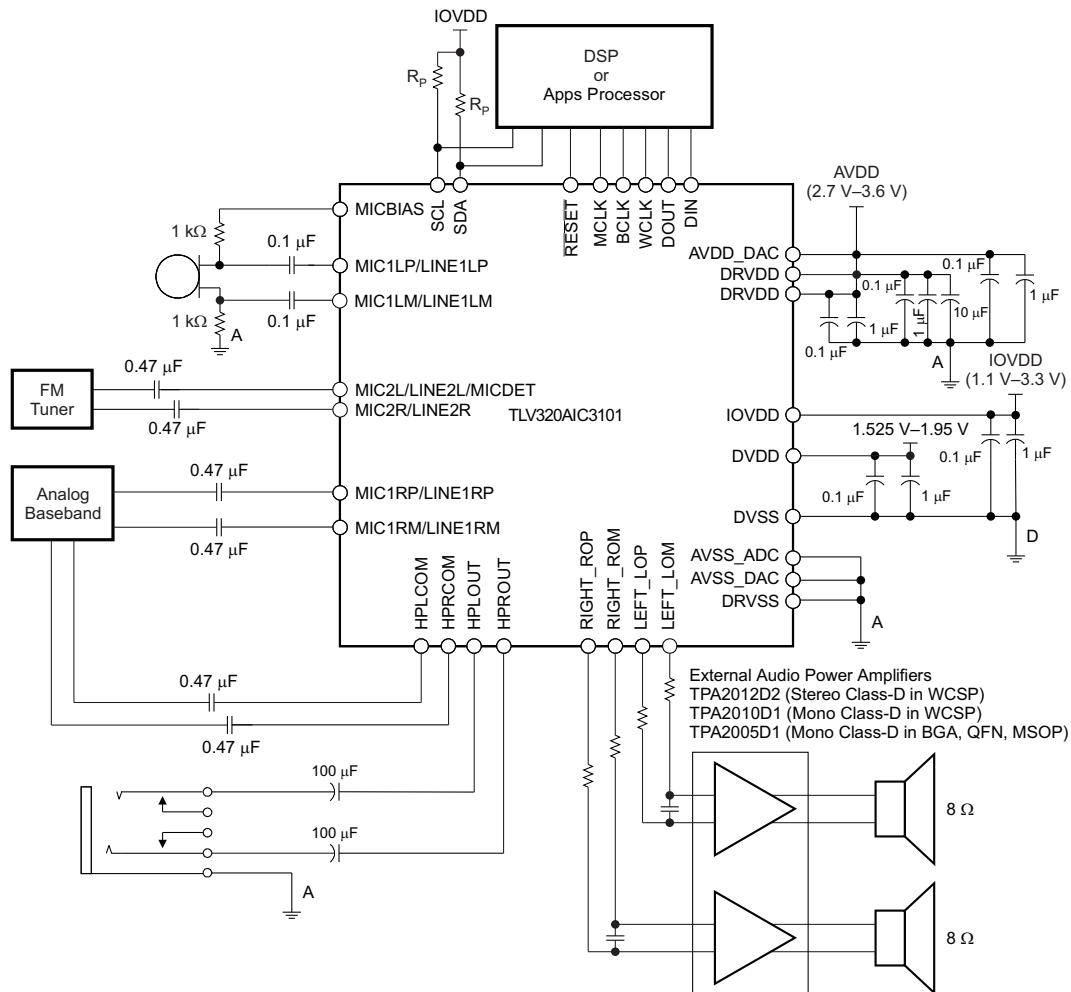 IOVDD
R_P
R_P
DSP
or
Apps Processor
SCL
SDA
RESET
MCLK
BCLK
WCLK
DOUT
DIN
AVDD
(2.7 V–3.6 V)
MICBIAS
1 kΩ
0.1 µF
MIC1LP/LINE1LP
MIC1LM/LINE1LM
1 kΩ
A
0.1 µF
AVDD_DAC
DRVDD
DRVDD
0.1 µF
0.1 µF
1 µF
1 µF
10 µF
0.1 µF
1 µF
A
IOVDD
(1.1 V–3.3 V)
FM
Tuner
0.47 µF
0.47 µF
MIC2L/LINE2L/MICDET
MIC2R/LINE2R
TLV320AIC3101
IOVDD
1.525 V–1.95 V
DVDD
0.1 µF
1 µF
0.1 µF
1 µF
DVSS
D
Analog
Baseband
0.47 µF
0.47 µF
MIC1RP/LINE1RP
MIC1RM/LINE1RM
AVSS_ADC
AVSS_DAC
DRVSS
A
HPLCOM
HPRCOM
HPLOUT
HPROUT
RIGHT_ROP
RIGHT_ROM
LEFT_LOP
LEFT_LOM
0.47 µF
0.47 µF
External Audio Power Amplifiers
TPA2012D2 (Stereo Class-D in WCSP)
TPA2010D1 (Mono Class-D in WCSP)
TPA2005D1 (Mono Class-D in BGA, QFN, MSOP)
100 µF
100 µF
A
8 Ω
8 Ω